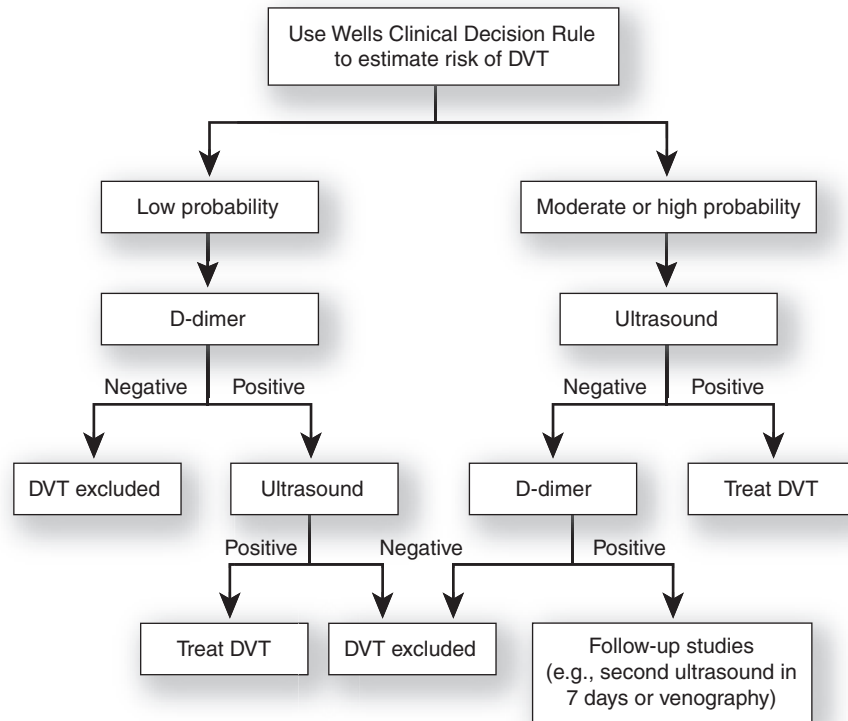 Use Wells Clinical Decision Rule
to estimate risk of DVT
Low probability
Moderate or high probability
D-dimer
Ultrasound
Negative
Positive
Negative
Positive
DVT excluded
Ultrasound
D-dimer
Treat DVT
Positive
Negative
Positive
Treat DVT
DVT excluded
Follow-up studies
(e.g., second ultrasound in
7 days or venography)